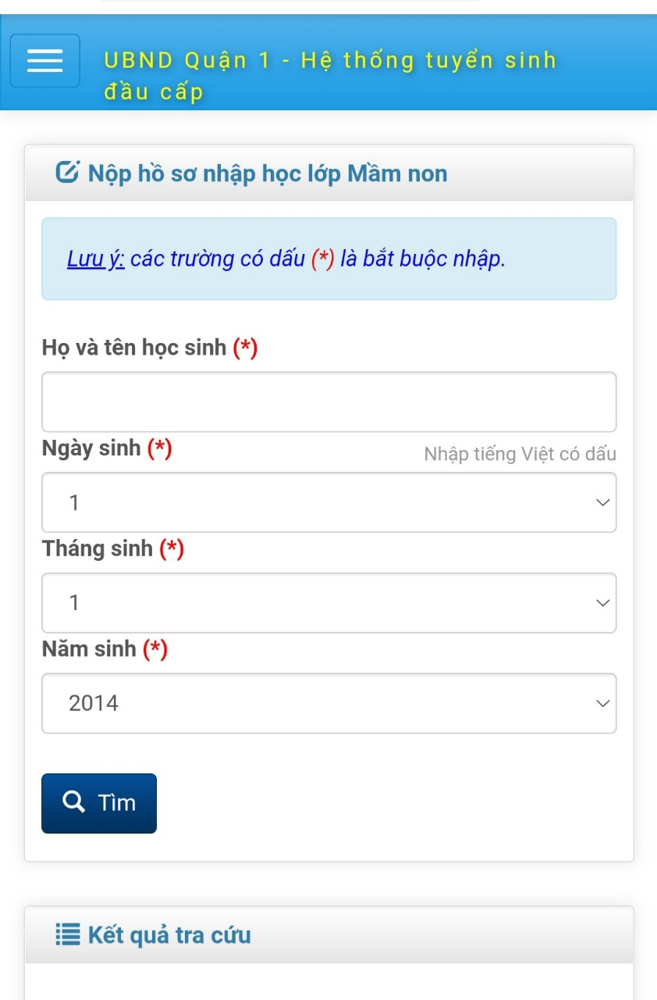 UBND Quận 1 - Hệ thống tuyển sinh
đầu cấp
Nộp hồ sơ nhập học lớp Mầm non
Lưu ý: các trường có dấu (*) là bắt buộc nhập.
Họ và tên học sinh (*)
Ngày sinh (*)
Nhập tiếng Việt có dấu
1
Tháng sinh (*)
1
Năm sinh (*)
2014
Tìm
Kết quả tra cứu